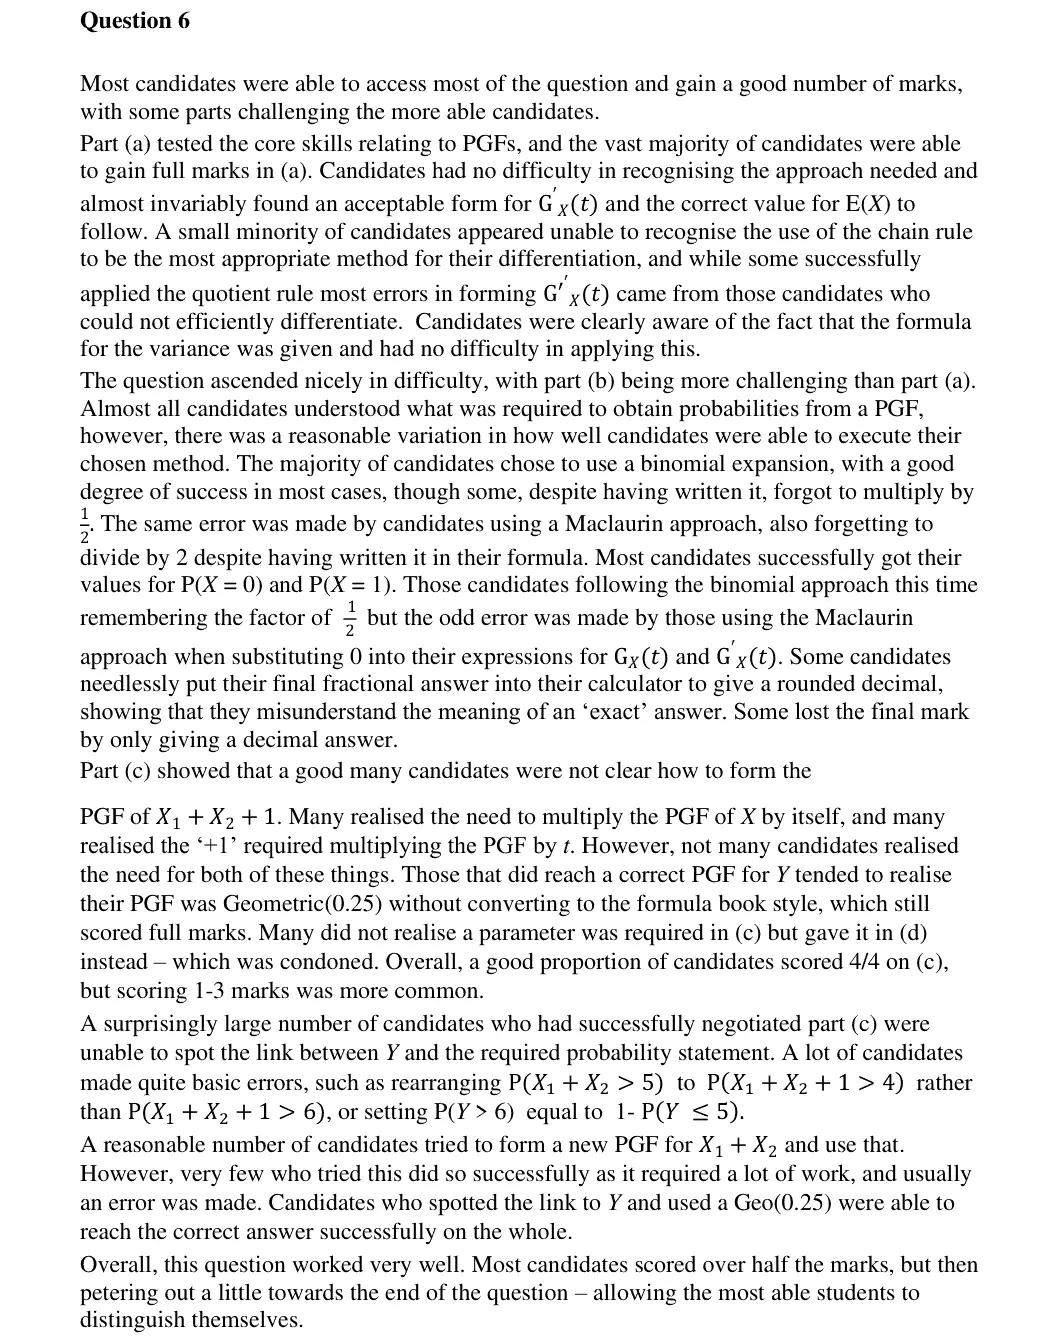 Question 6
Most candidates were able to access most of the question and gain a good number of marks,
with some parts challenging the more able candidates.
Part (a) tested the core skills relating to PGFs, and the vast majority of candidates were able
to gain full marks in (a). Candidates had no difficulty in recognising the approach needed and
almost invariably found an acceptable form for G′X(t) and the correct value for E(X) to
follow. A small minority of candidates appeared unable to recognise the use of the chain rule
to be the most appropriate method for their differentiation, and while some successfully
applied the quotient rule most errors in forming G′′X(t) came from those candidates who
could not efficiently differentiate. Candidates were clearly aware of the fact that the formula
for the variance was given and had no difficulty in applying this.
The question ascended nicely in difficulty, with part (b) being more challenging than part (a).
Almost all candidates understood what was required to obtain probabilities from a PGF,
however, there was a reasonable variation in how well candidates were able to execute their
chosen method. The majority of candidates chose to use a binomial expansion, with a good
degree of success in most cases, though some, despite having written it, forgot to multiply by
1/2. The same error was made by candidates using a Maclaurin approach, also forgetting to
divide by 2 despite having written it in their formula. Most candidates successfully got their
values for P(X = 0) and P(X = 1). Those candidates following the binomial approach this time
remembering the factor of 1/2 but the odd error was made by those using the Maclaurin
approach when substituting 0 into their expressions for GX(t) and G′X(t). Some candidates
needlessly put their final fractional answer into their calculator to give a rounded decimal,
showing that they misunderstand the meaning of an ‘exact’ answer. Some lost the final mark
by only giving a decimal answer.
Part (c) showed that a good many candidates were not clear how to form the
PGF of X₁ + X₂ + 1. Many realised the need to multiply the PGF of X by itself, and many
realised the ‘+1’ required multiplying the PGF by t. However, not many candidates realised
the need for both of these things. Those that did reach a correct PGF for Y tended to realise
their PGF was Geometric(0.25) without converting to the formula book style, which still
scored full marks. Many did not realise a parameter was required in (c) but gave it in (d)
instead – which was condoned. Overall, a good proportion of candidates scored 4/4 on (c),
but scoring 1-3 marks was more common.
A surprisingly large number of candidates who had successfully negotiated part (c) were
unable to spot the link between Y and the required probability statement. A lot of candidates
made quite basic errors, such as rearranging P(X₁ + X₂ > 5) to P(X₁ + X₂ + 1 > 4) rather
than P(X₁ + X₂ + 1 > 6), or setting P(Y > 6) equal to 1- P(Y ≤ 5).
A reasonable number of candidates tried to form a new PGF for X₁ + X₂ and use that.
However, very few who tried this did so successfully as it required a lot of work, and usually
an error was made. Candidates who spotted the link to Y and used a Geo(0.25) were able to
reach the correct answer successfully on the whole.
Overall, this question worked very well. Most candidates scored over half the marks, but then
petering out a little towards the end of the question – allowing the most able students to
distinguish themselves.